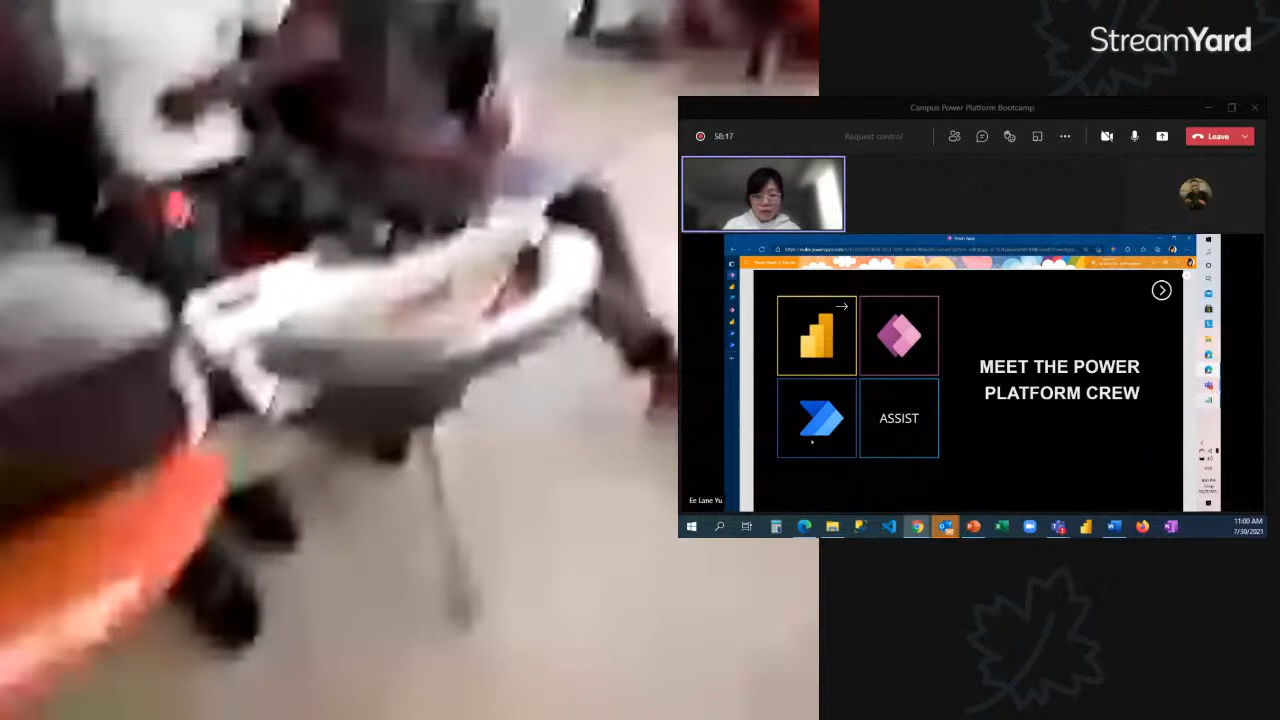 StreamYard
Campus Power Platform Bootcamp
58:17
Request control
Leave
MEET THE POWER
PLATFORM CREW
ASSIST
Ee Lane Yu
11:00 AM
7/30/2021